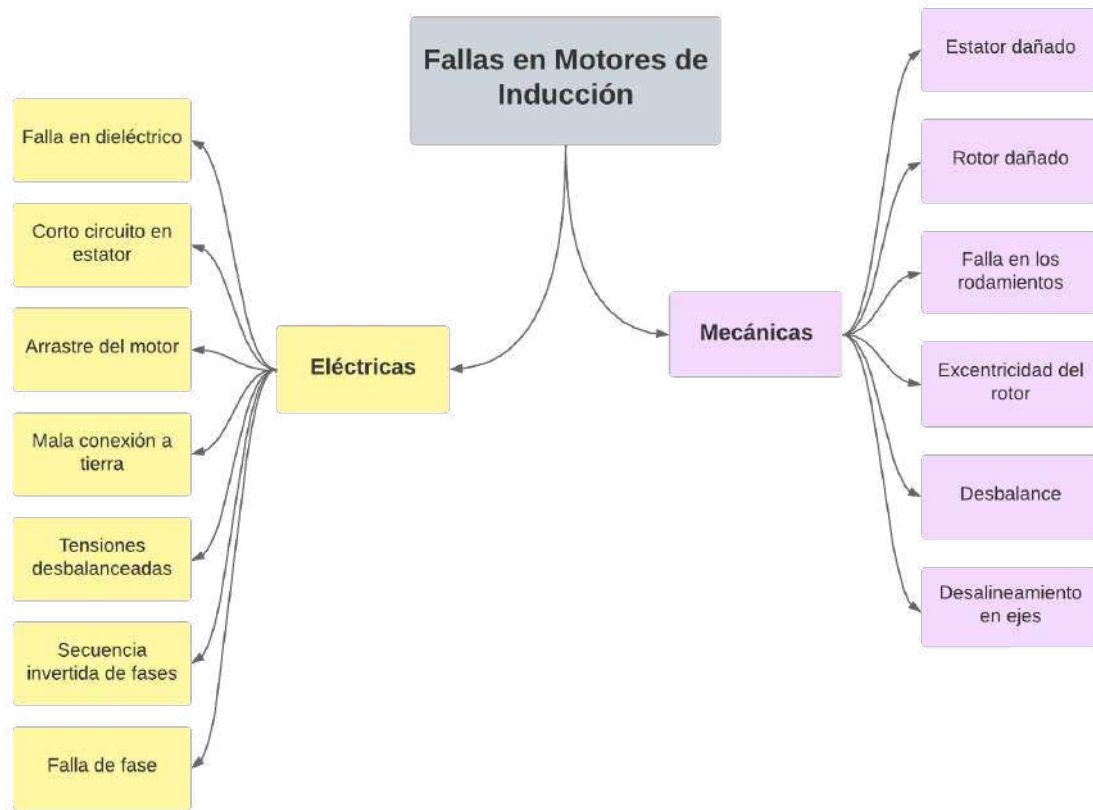 Fallas en Motores de
Inducción
Eléctricas
Falla en dieléctrico
Corto circuito en
estator
Arrastre del motor
Mala conexión a
tierra
Tensiones
desbalanceadas
Secuencia
invertida de fases
Falla de fase
Mecánicas
Estator dañado
Rotor dañado
Falla en los
rodamientos
Excentricidad del
rotor
Desbalance
Desalineamiento
en ejes